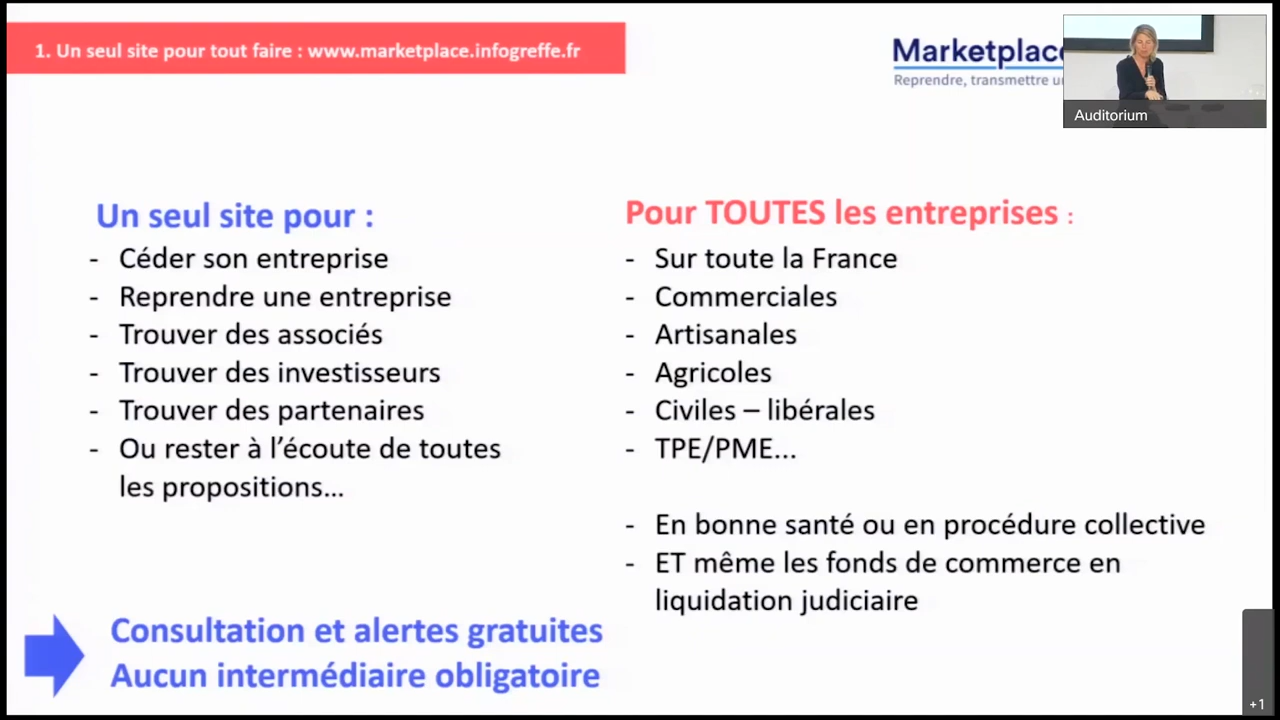 1. Un seul site pour tout faire : www.marketplace.infogreffe.fr
Marketplace
Reprendre, transmettre
Auditorium
Un seul site pour :
- Céder son entreprise
- Reprendre une entreprise
- Trouver des associés
- Trouver des investisseurs
- Trouver des partenaires
- Ou rester à l’écoute de toutes
les propositions...
Pour TOUTES les entreprises :
- Sur toute la France
- Commerciales
- Artisanales
- Agricoles
- Civiles – libérales
- TPE/PME...
- En bonne santé ou en procédure collective
- ET même les fonds de commerce en
liquidation judiciaire
Consultation et alertes gratuites
Aucun intermédiaire obligatoire
+1